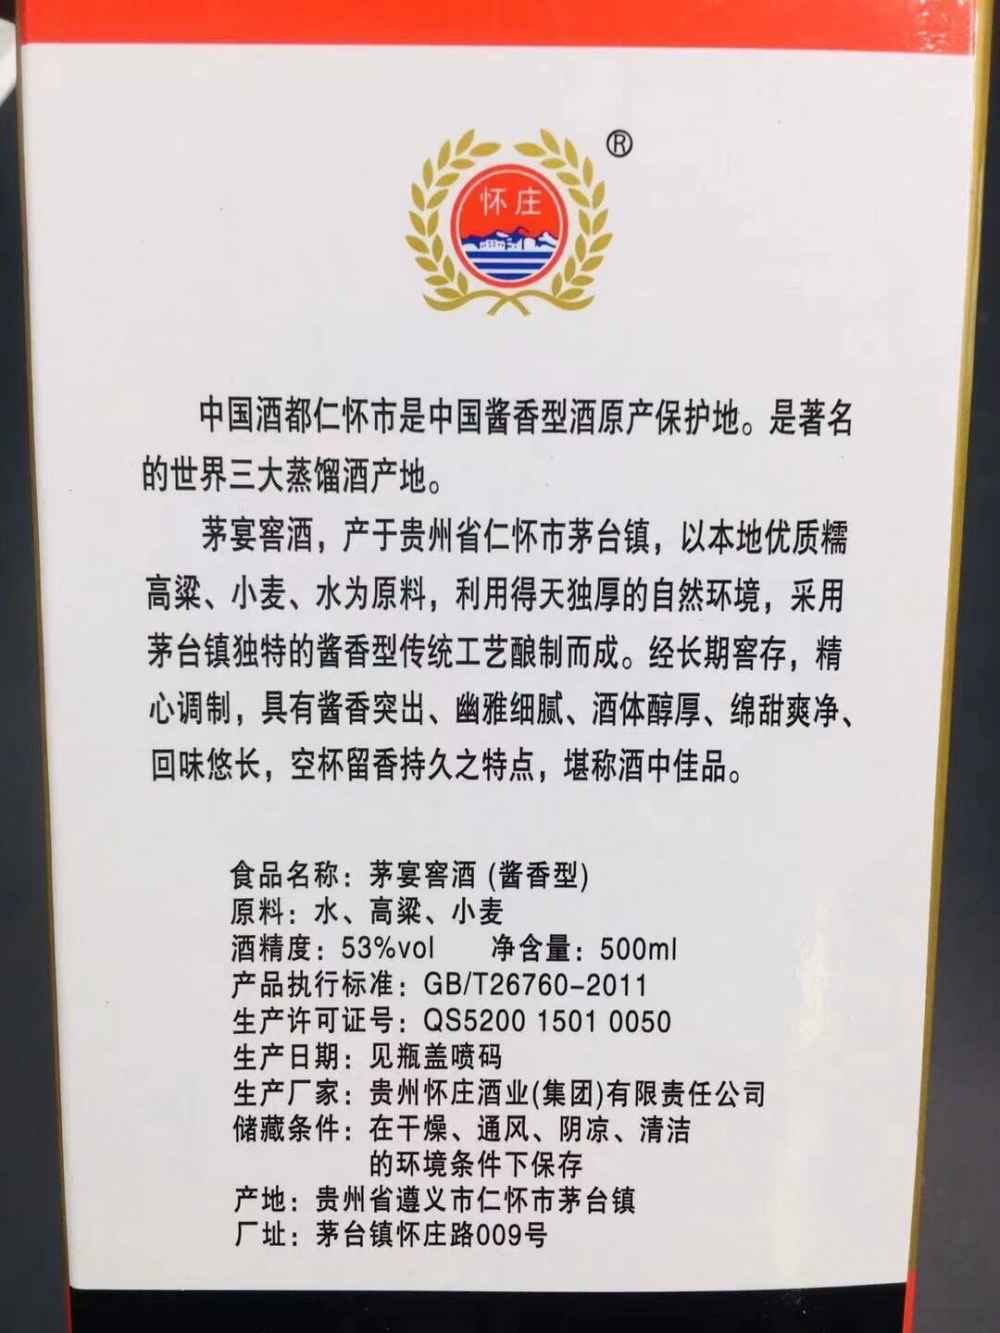 ®
怀庄
中国酒都仁怀市是中国酱香型酒原产保护地。是著名
的世界三大蒸馏酒产地。
茅宴窖酒，产于贵州省仁怀市茅台镇，以本地优质糯
高粱、小麦、水为原料，利用得天独厚的自然环境，采用
茅台镇独特的酱香型传统工艺酿制而成。经长期窖存，精
心调制，具有酱香突出、幽雅细腻、酒体醇厚、绵甜爽净、
回味悠长，空杯留香持久之特点，堪称酒中佳品。
食品名称：茅宴窖酒 (酱香型)
原料：水、高粱、小麦
酒精度：53%vol 净含量：500ml
产品执行标准：GB/T26760-2011
生产许可证号：QS5200 1501 0050
生产日期：见瓶盖喷码
生产厂家：贵州怀庄酒业(集团)有限责任公司
储藏条件：在干燥、通风、阴凉、清洁
的环境条件下保存
产地：贵州省遵义市仁怀市茅台镇
厂址：茅台镇怀庄路009号